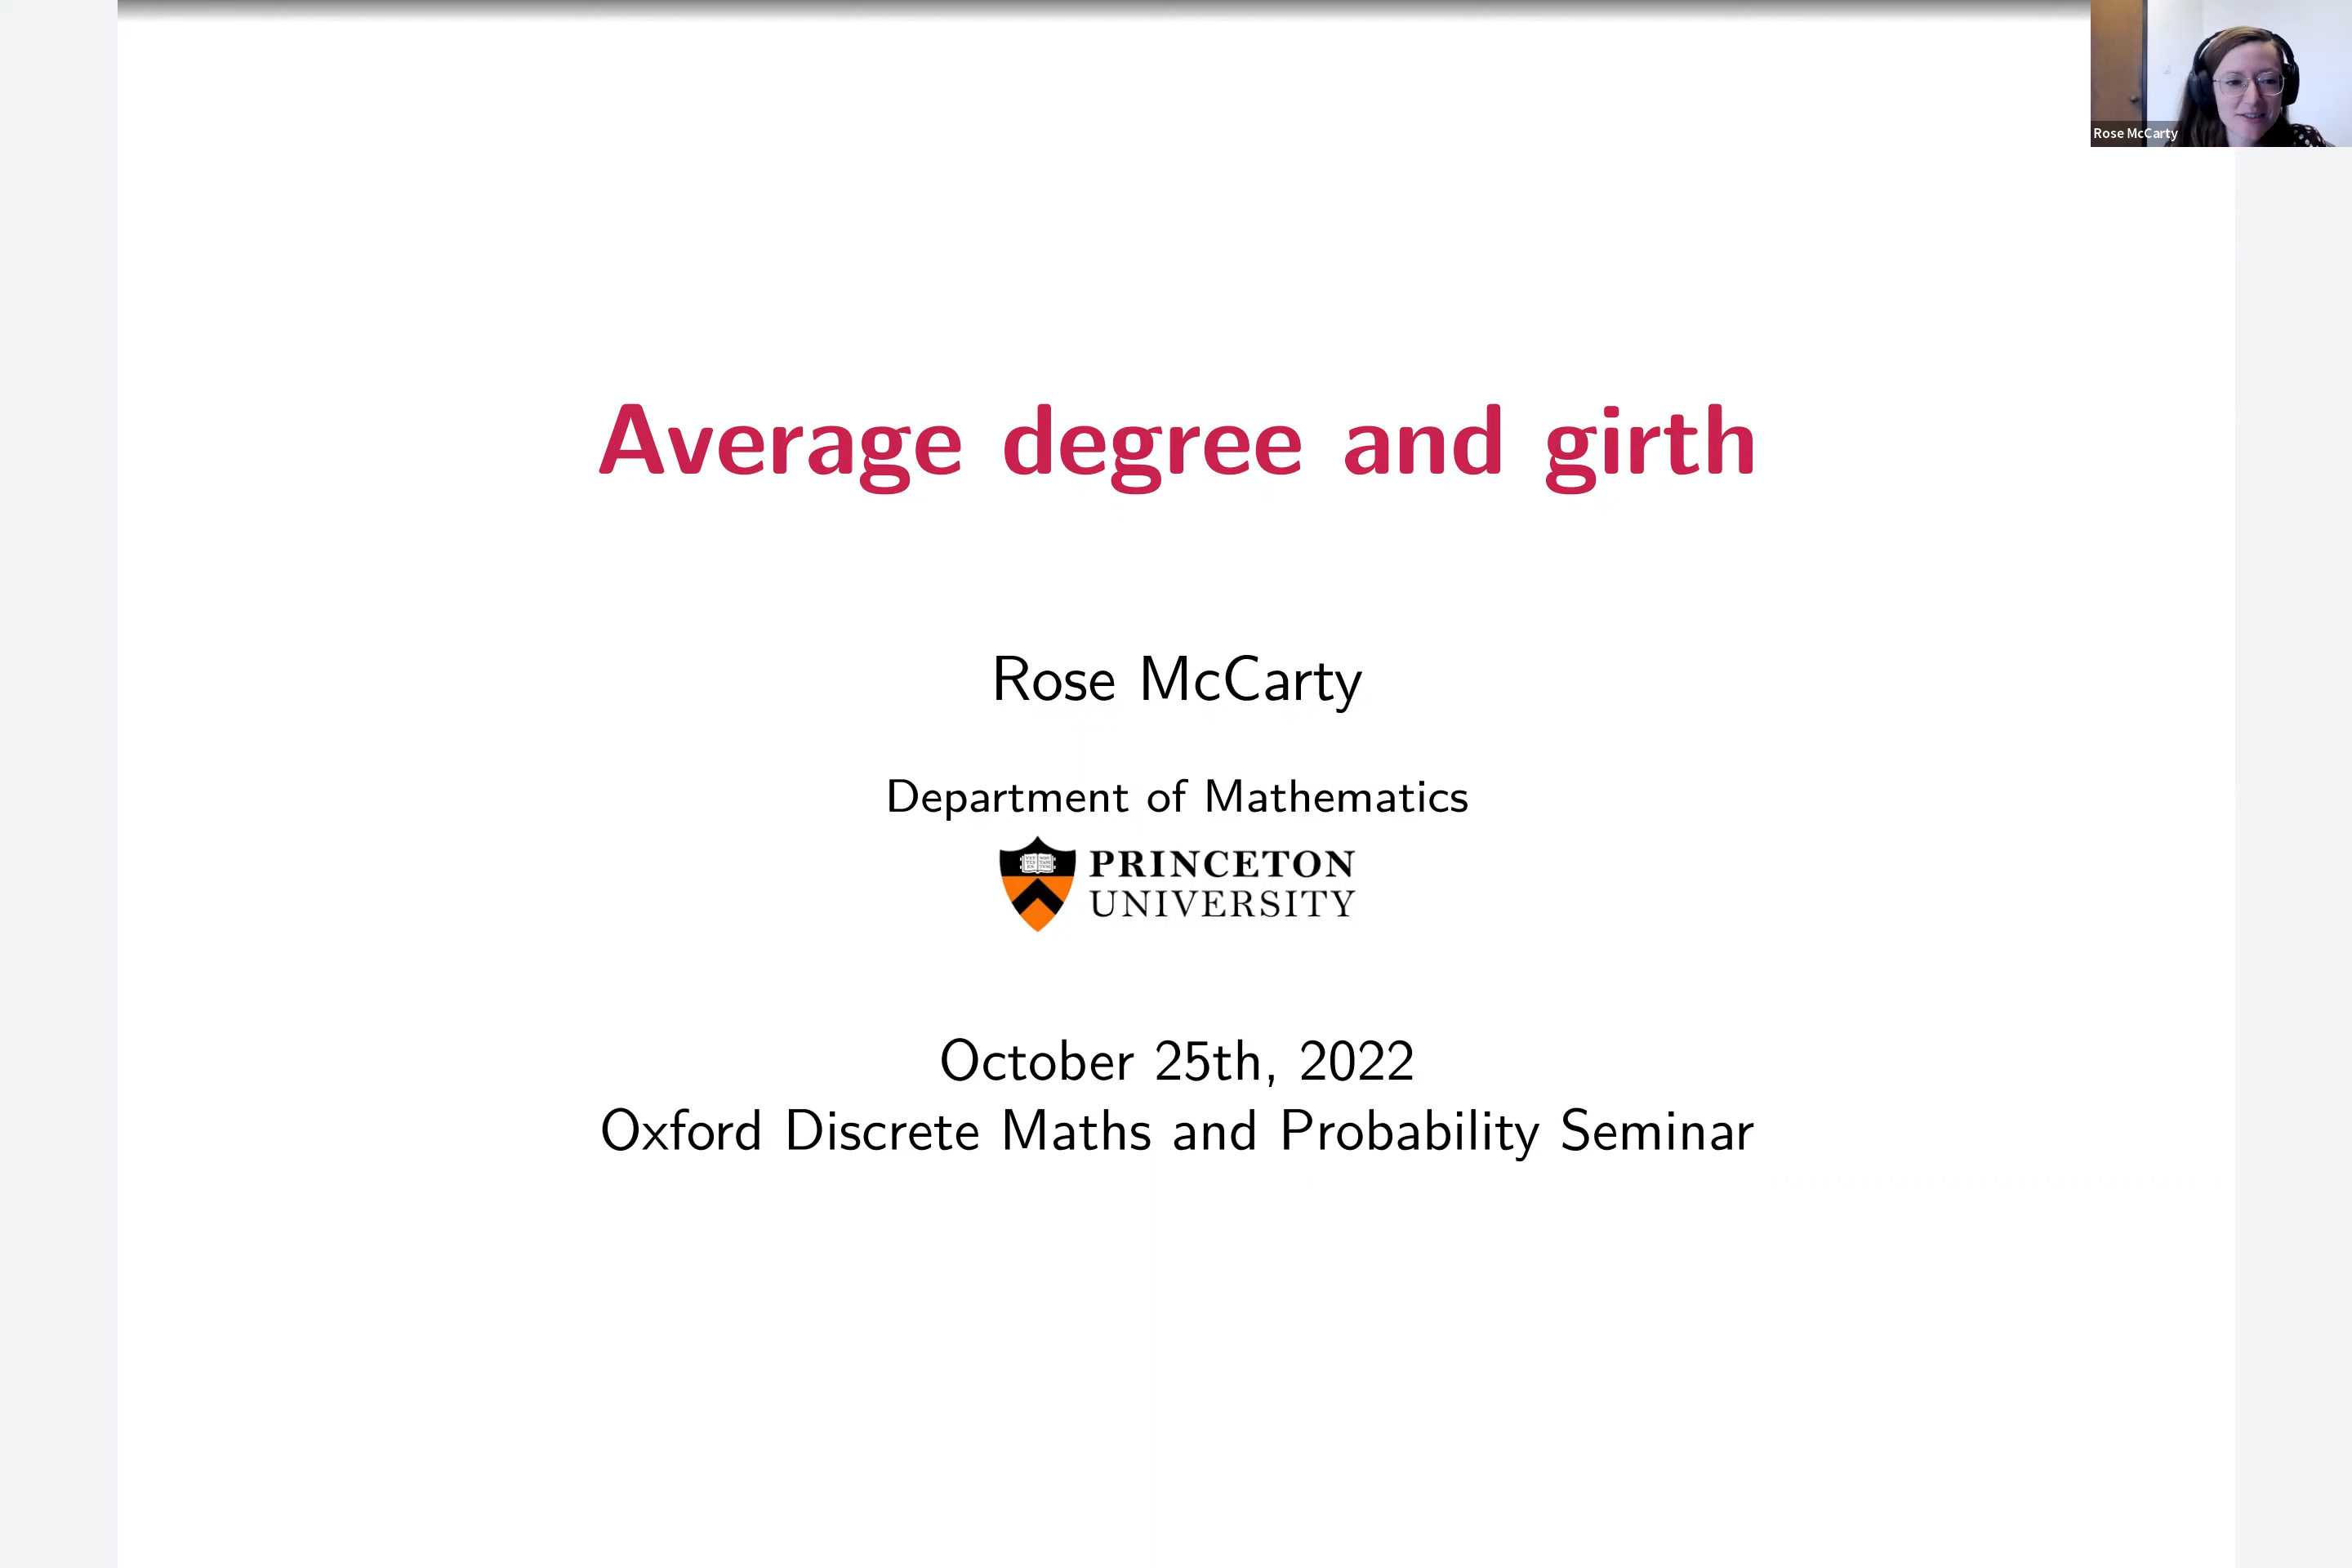 Rose McCarty
Average degree and girth
Rose McCarty
Department of Mathematics
PRINCETON
UNIVERSITY
October 25th, 2022
Oxford Discrete Maths and Probability Seminar